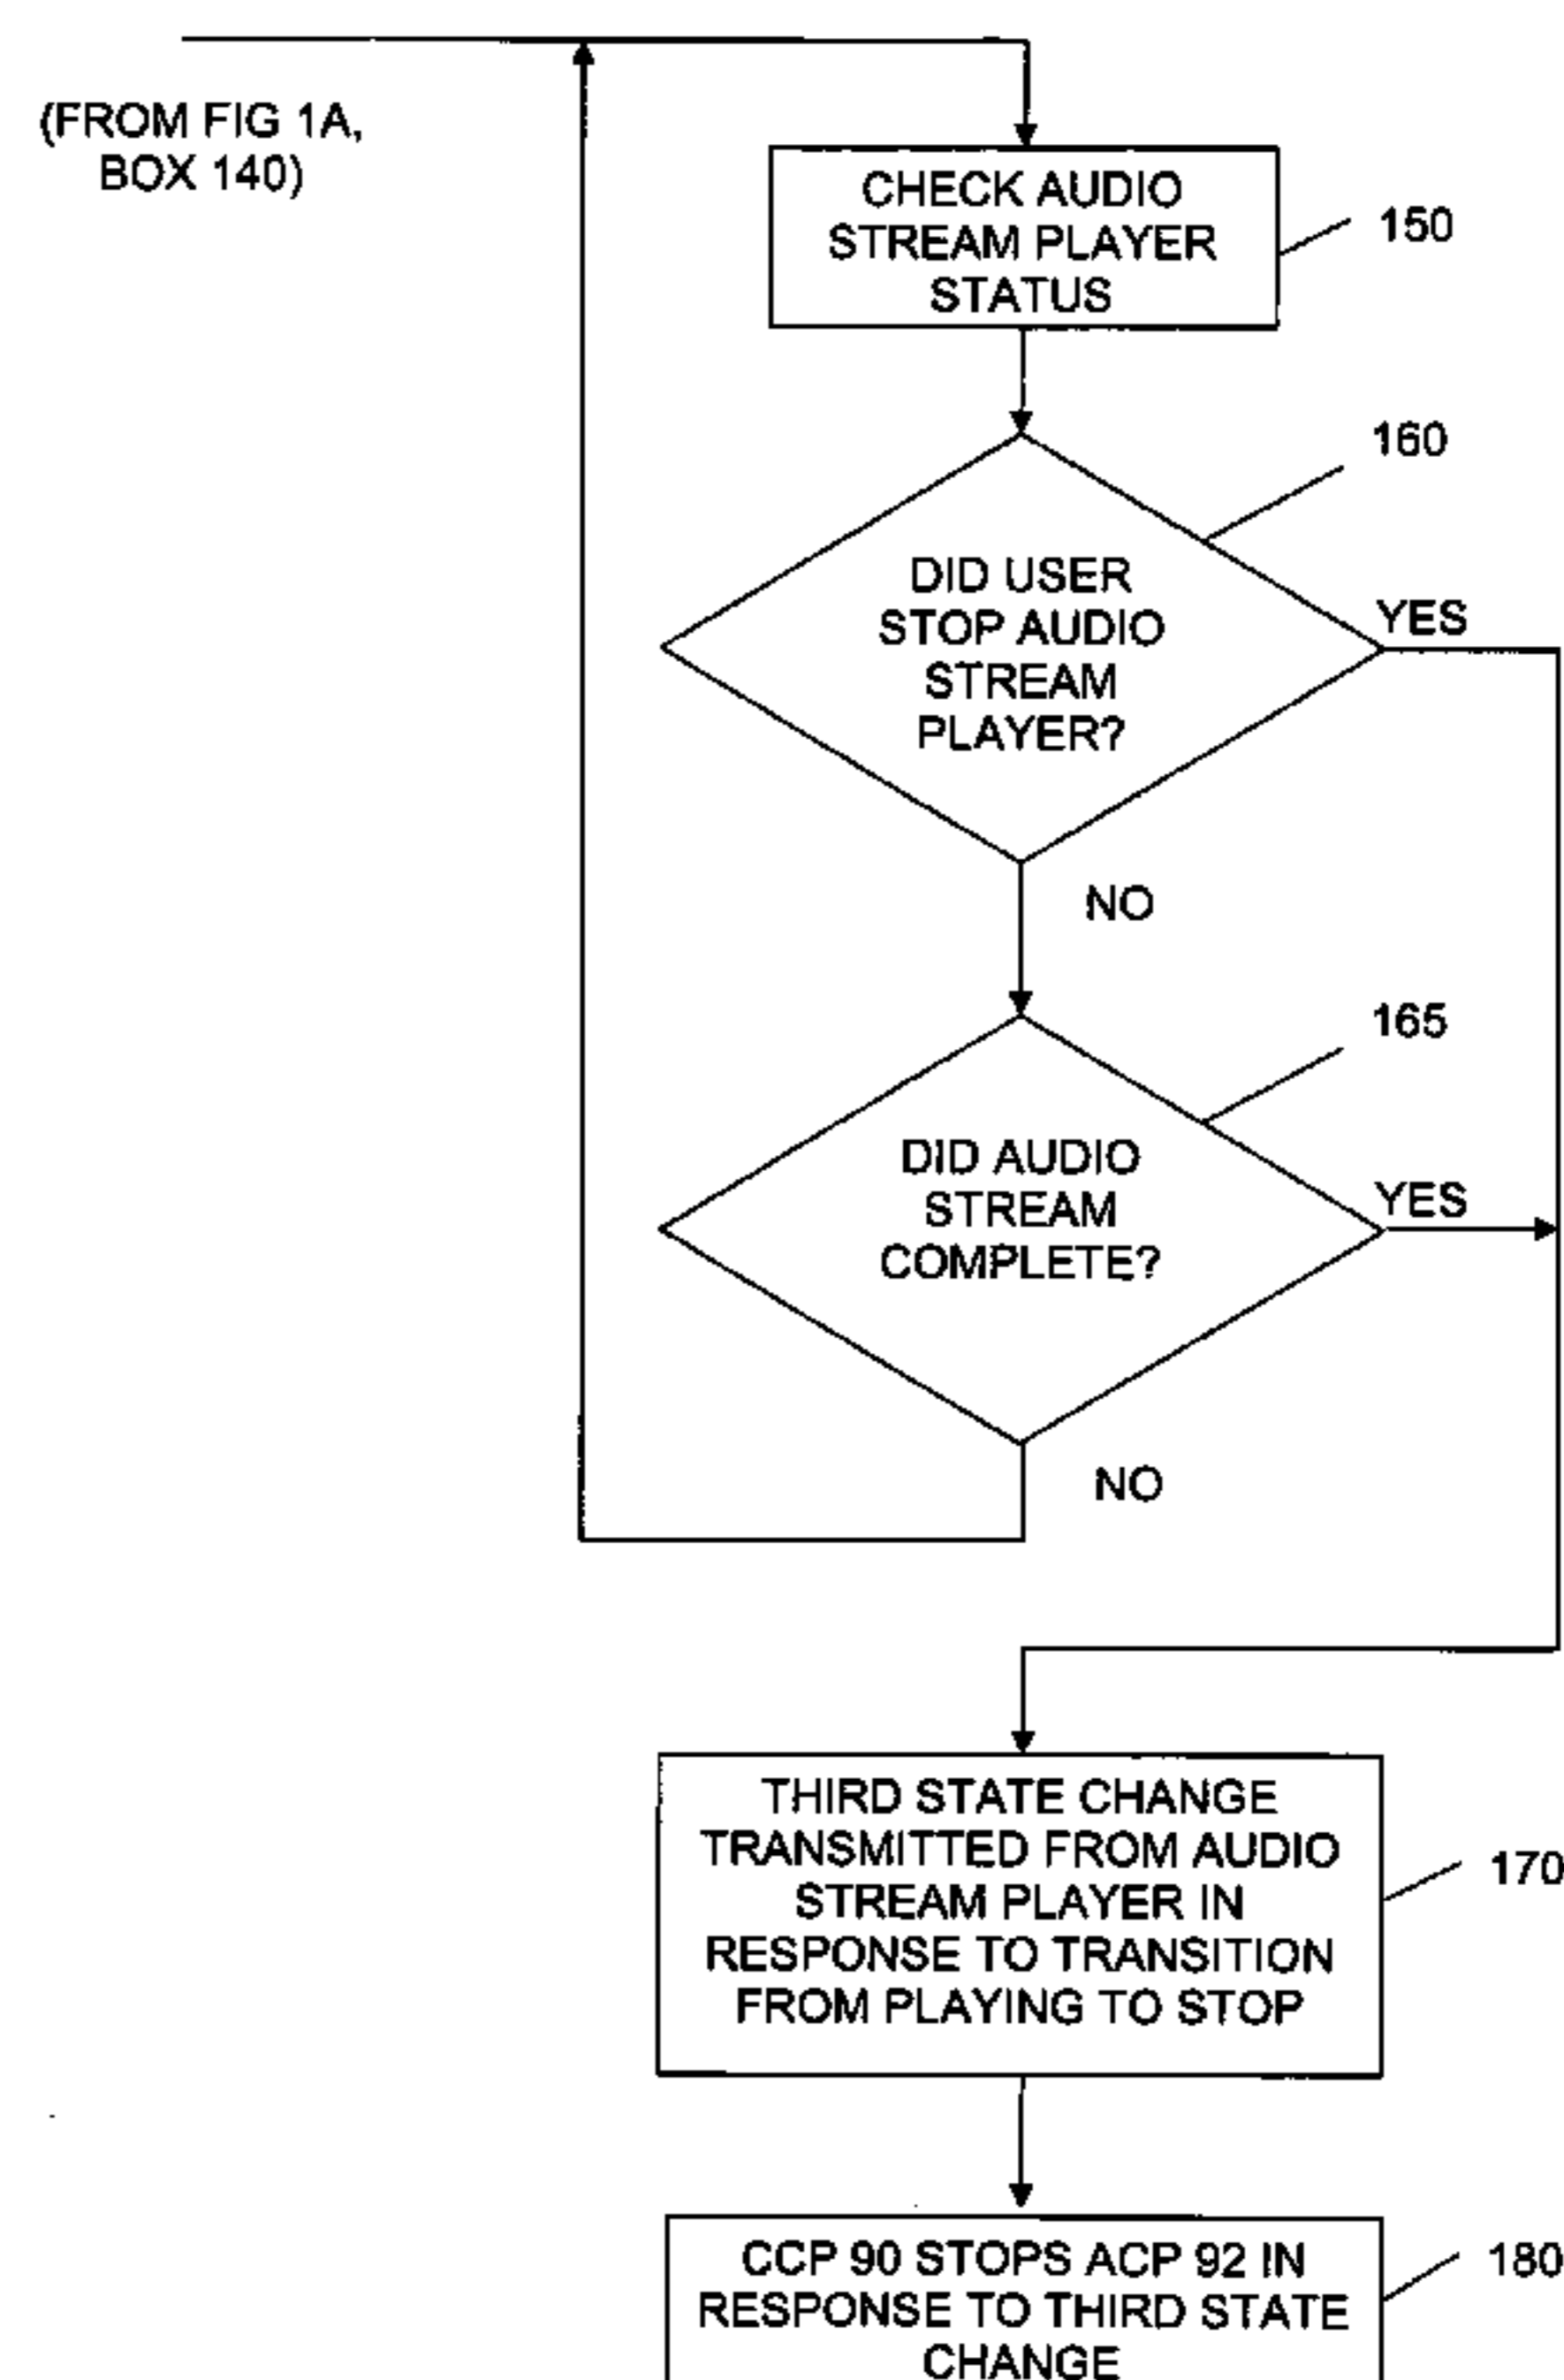 (FROM FIG 1A,
BOX 140)
CHECK AUDIO
STREAM PLAYER
STATUS
150
160
DID USER
STOP AUDIO
STREAM
PLAYER?
YES
NO
165
DID AUDIO
STREAM
COMPLETE?
YES
NO
THIRD STATE CHANGE
TRANSMITTED FROM AUDIO
STREAM PLAYER IN
RESPONSE TO TRANSITION
FROM PLAYING TO STOP
170
CCP 90 STOPS ACP 92 IN
RESPONSE TO THIRD STATE
CHANGE
180